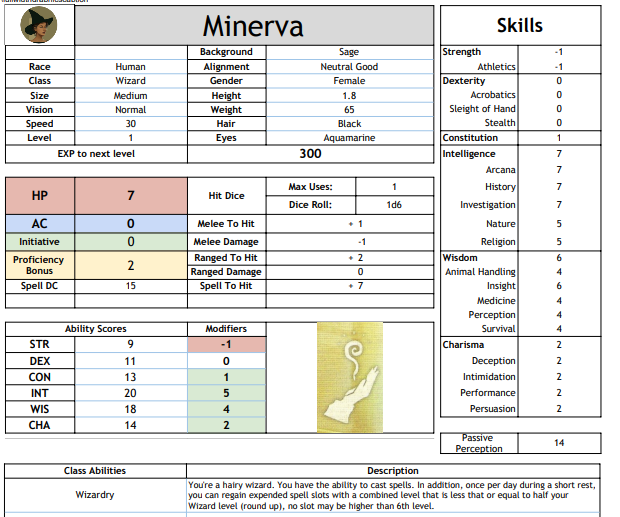 Minerva
Background Sage
Race Human Alignment Neutral Good
Class Wizard Gender Female
Size Medium Height 1.8
Vision Normal Weight 65
Speed 30 Hair Black
Level 1 Eyes Aquamarine
EXP to next level 300
HP 7 Hit Dice Max Uses: 1
Dice Roll: 1d6
AC 0 Melee To Hit + 1
Initiative 0 Melee Damage -1
Proficiency Bonus 2 Ranged To Hit + 2
Ranged Damage 0
Spell DC 15 Spell To Hit + 7
Ability Scores Modifiers
STR 9 -1
DEX 11 0
CON 13 1
INT 20 5
WIS 18 4
CHA 14 2
Skills
Strength -1
Athletics -1
Dexterity 0
Acrobatics 0
Sleight of Hand 0
Stealth 0
Constitution 1
Intelligence 7
Arcana 7
History 7
Investigation 7
Nature 5
Religion 5
Wisdom 6
Animal Handling 4
Insight 6
Medicine 4
Perception 4
Survival 4
Charisma 2
Deception 2
Intimidation 2
Performance 2
Persuasion 2
Passive
Perception 14
Class Abilities Description
Wizardry
You're a hairy wizard. You have the ability to cast spells. In addition, once per day during a short rest,
you can regain expended spell slots with a combined level that is less that or equal to half your
Wizard level (round up), no slot may be higher than 6th level.